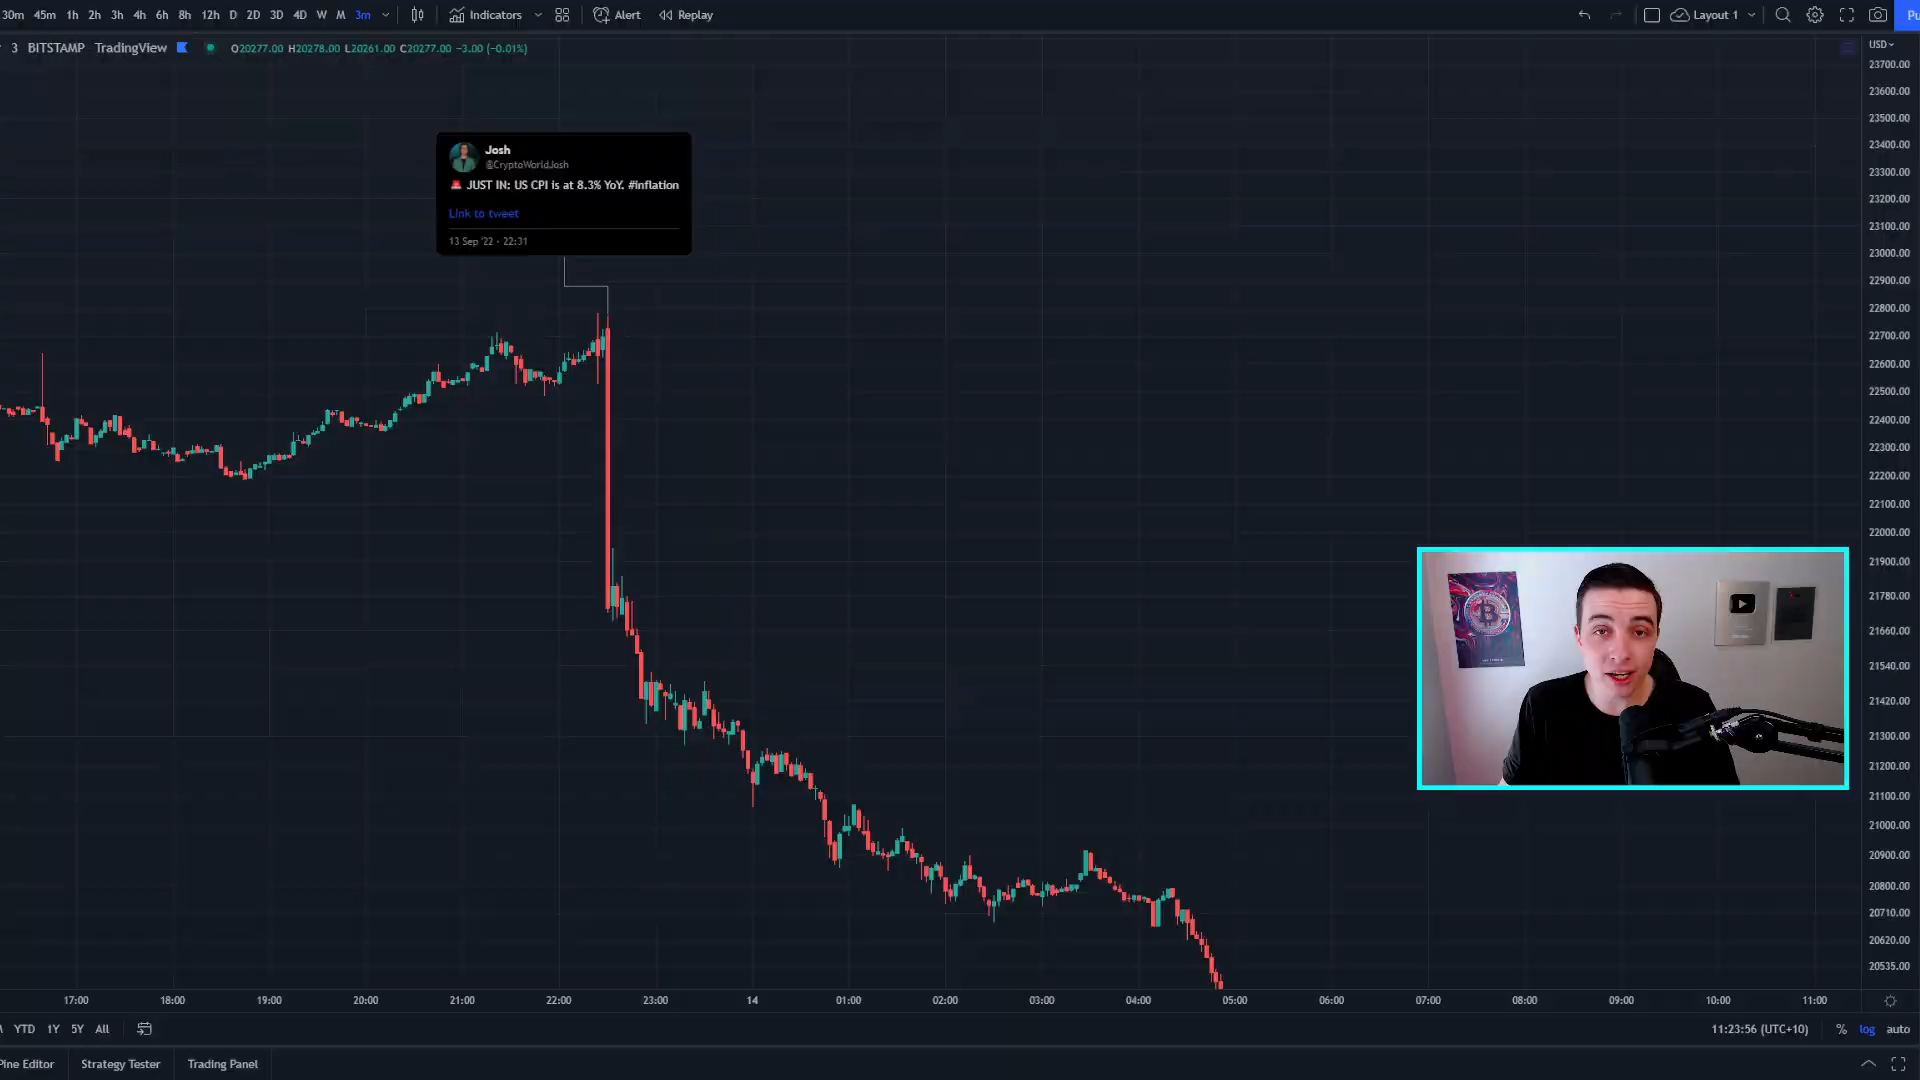 30m 45m 1h 2h 3h 4h 6h 8h 12h D 2D 3D 4D W M 3m Indicators Alert Replay Layout 1
3 BITSTAMP TradingView O20277.00 H20278.00 L20261.00 C20277.00 −3.00 (−0.01%)
USD
23700.00
23600.00
23500.00
23400.00
23300.00
23200.00
23100.00
23000.00
22900.00
22800.00
22700.00
22600.00
22500.00
22400.00
22300.00
22200.00
22100.00
22000.00
21900.00
21780.00
21660.00
21540.00
21420.00
21300.00
21200.00
21100.00
21000.00
20900.00
20800.00
20710.00
20620.00
20535.00
Josh
@CryptoWorldJosh
JUST IN: US CPI is at 8.3% YoY. #inflation
Link to tweet
13 Sep '22 · 22:31
17:00 18:00 19:00 20:00 21:00 22:00 23:00 14 01:00 02:00 03:00 04:00 05:00 06:00 07:00 08:00 09:00 10:00 11:00
YTD 1Y 5Y All 11:23:56 (UTC+10) % log auto
Pine Editor Strategy Tester Trading Panel